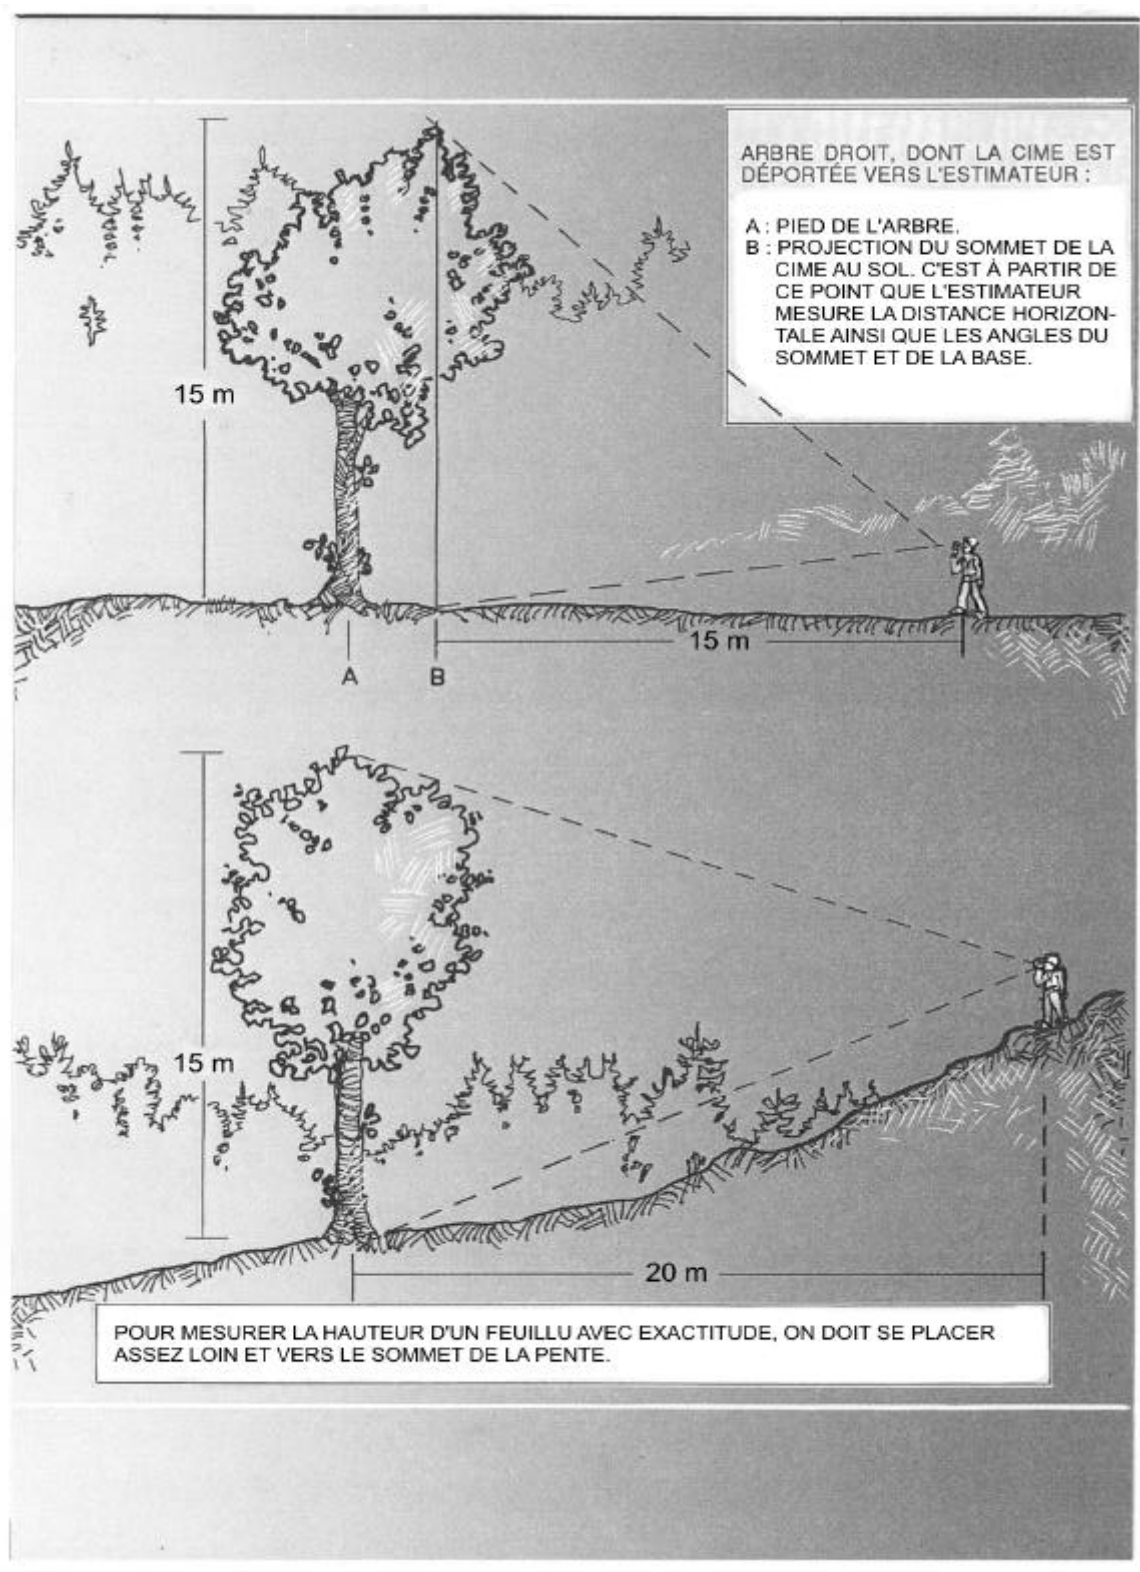 ARBRE DROIT, DONT LA CIME EST
DÉPORTÉE VERS L'ESTIMATEUR :
A : PIED DE L'ARBRE.
B : PROJECTION DU SOMMET DE LA
CIME AU SOL. C'EST À PARTIR DE
CE POINT QUE L'ESTIMATEUR
MESURE LA DISTANCE HORIZON-
TALE AINSI QUE LES ANGLES DU
SOMMET ET DE LA BASE.
15 m
15 m
A
B
15 m
20 m
POUR MESURER LA HAUTEUR D'UN FEUILLU AVEC EXACTITUDE, ON DOIT SE PLACER
ASSEZ LOIN ET VERS LE SOMMET DE LA PENTE.